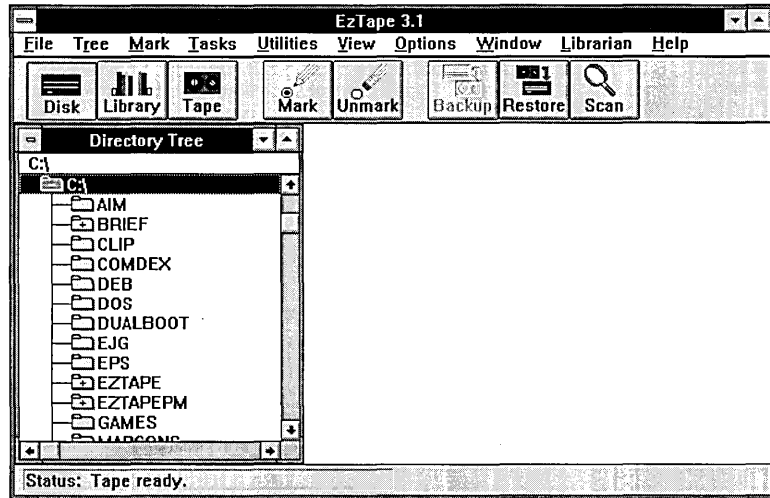 EzTape 3.1
File Tree Mark Tasks Utilities View Options Window Librarian Help
Disk Library Tape Mark Unmark Backup Restore Scan
Directory Tree
C:\
C:\
AIM
BRIEF
CLIP
COMDEX
DEB
DOS
DUALBOOT
EJG
EPS
EZTAPE
EZTAPEPM
GAMES
Status: Tape ready.